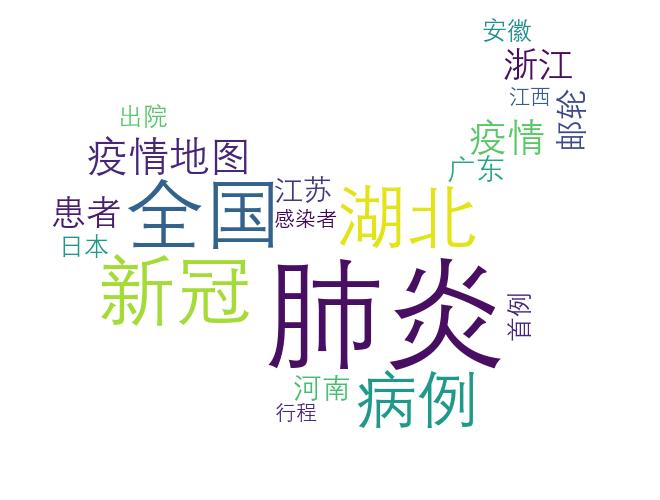 安徽
浙江
江西
邮轮
出院
疫情
疫情地图
广东
患者
全国
江苏
感染者
湖北
日本
新冠
肺炎
首例
河南
病例
行程